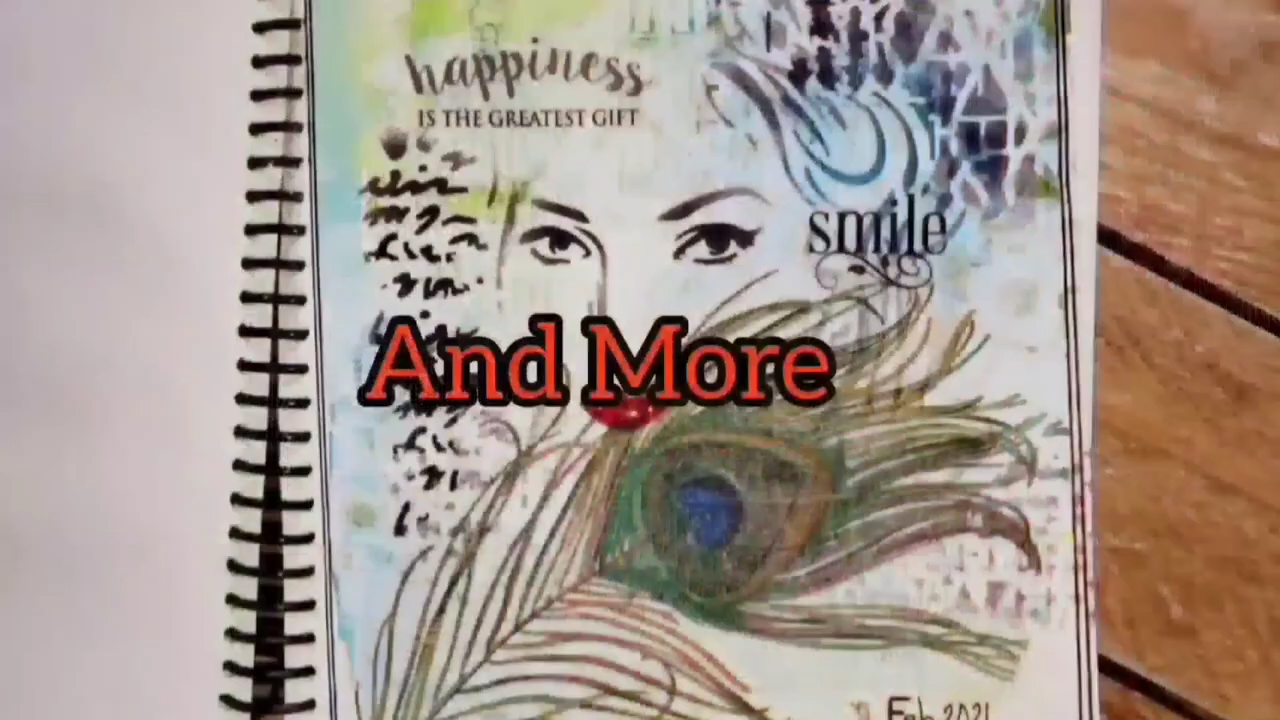 happiness
IS THE GREATEST GIFT
smile
And More
Feb 2021